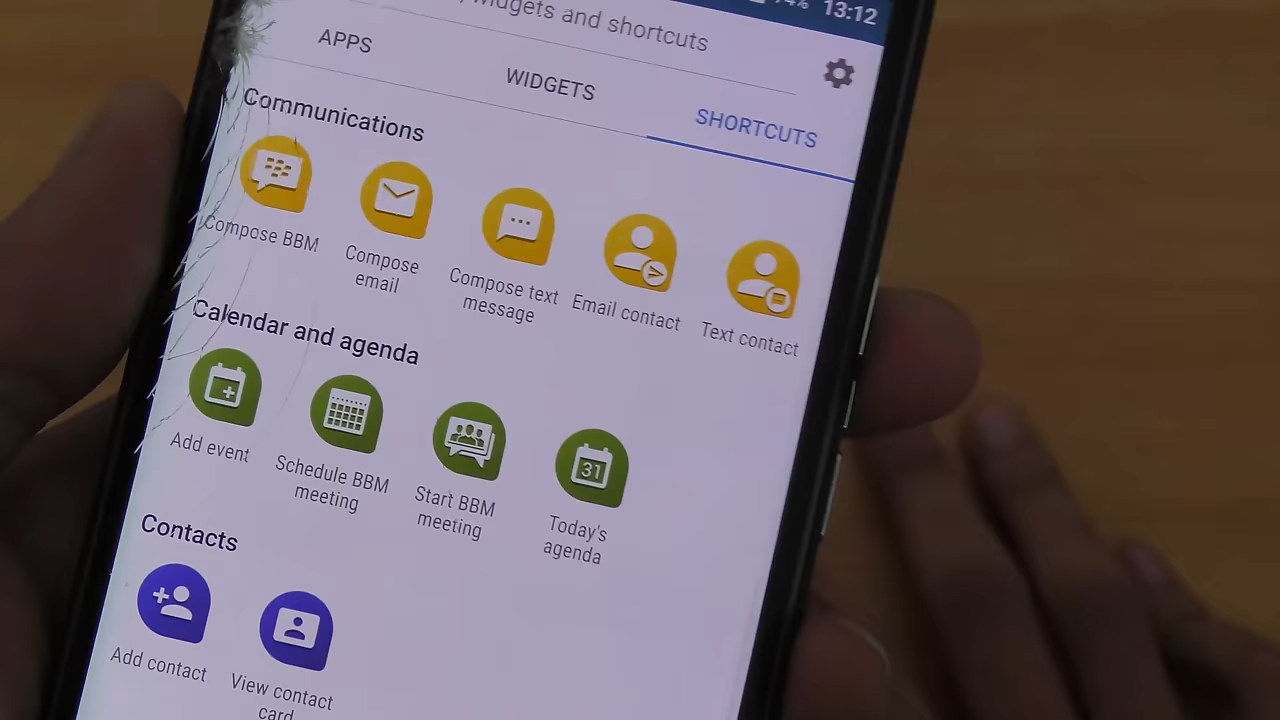 13:12
widgets and shortcuts
APPS
WIDGETS
SHORTCUTS
Communications
Compose BBM
Compose
email
Compose text
message
Email contact
Text contact
Calendar and agenda
Add event
Schedule BBM
meeting
Start BBM
meeting
31
Today's
agenda
Contacts
Add contact
View contact
card